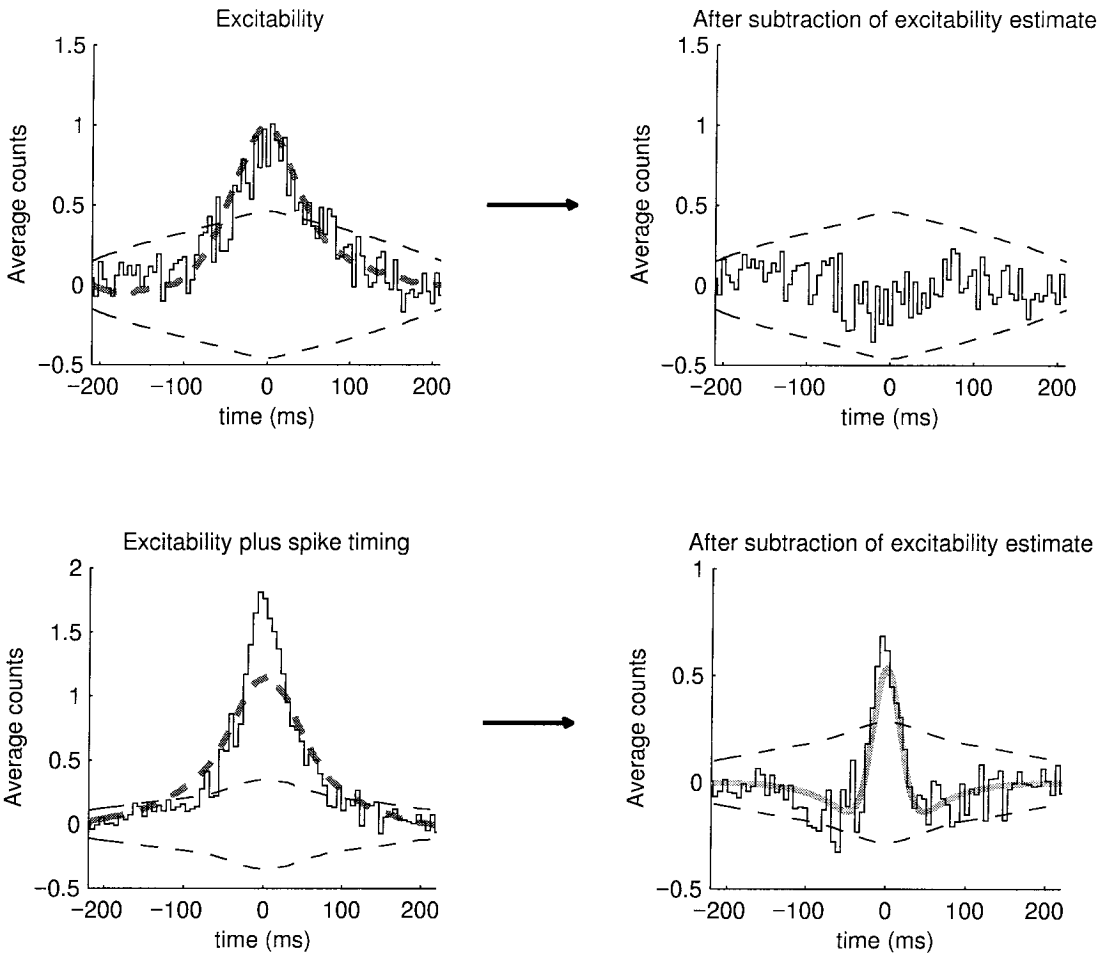 Excitability
1.5
1
0.5
0
−0.5
Average counts
−200 −100 0 100 200
time (ms)
After subtraction of excitability estimate
1.5
1
0.5
0
−0.5
Average counts
−200 −100 0 100 200
time (ms)
Excitability plus spike timing
2
1.5
1
0.5
0
−0.5
Average counts
−200 −100 0 100 200
time (ms)
After subtraction of excitability estimate
1
0.5
0
−0.5
Average counts
−200 −100 0 100 200
time (ms)